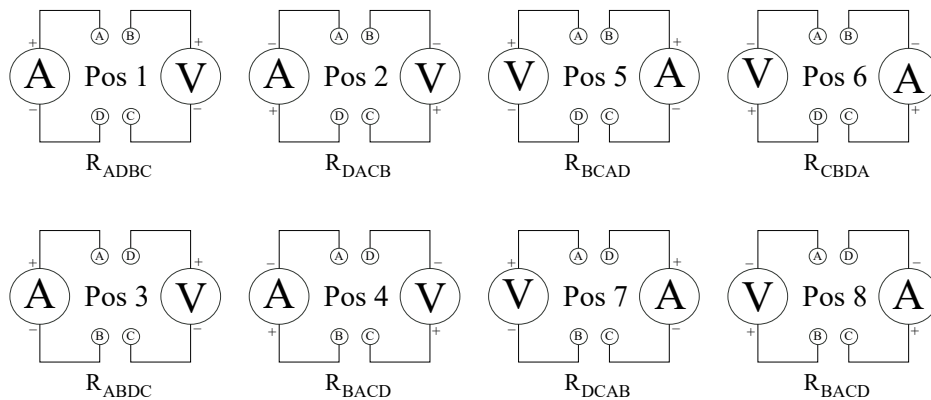 + A B + - A B - + A B + - A B -
A Pos 1 V A Pos 2 V V Pos 5 A V Pos 6 A
- D C - + D C + - D C - + D C +
R_ADBC R_DACB R_BCAD R_CBDA
+ A D + - A D - + A D + - A D -
A Pos 3 V A Pos 4 V V Pos 7 A V Pos 8 A
- B C - + B C + - B C - + B C +
R_ABDC R_BACD R_DCAB R_BACD